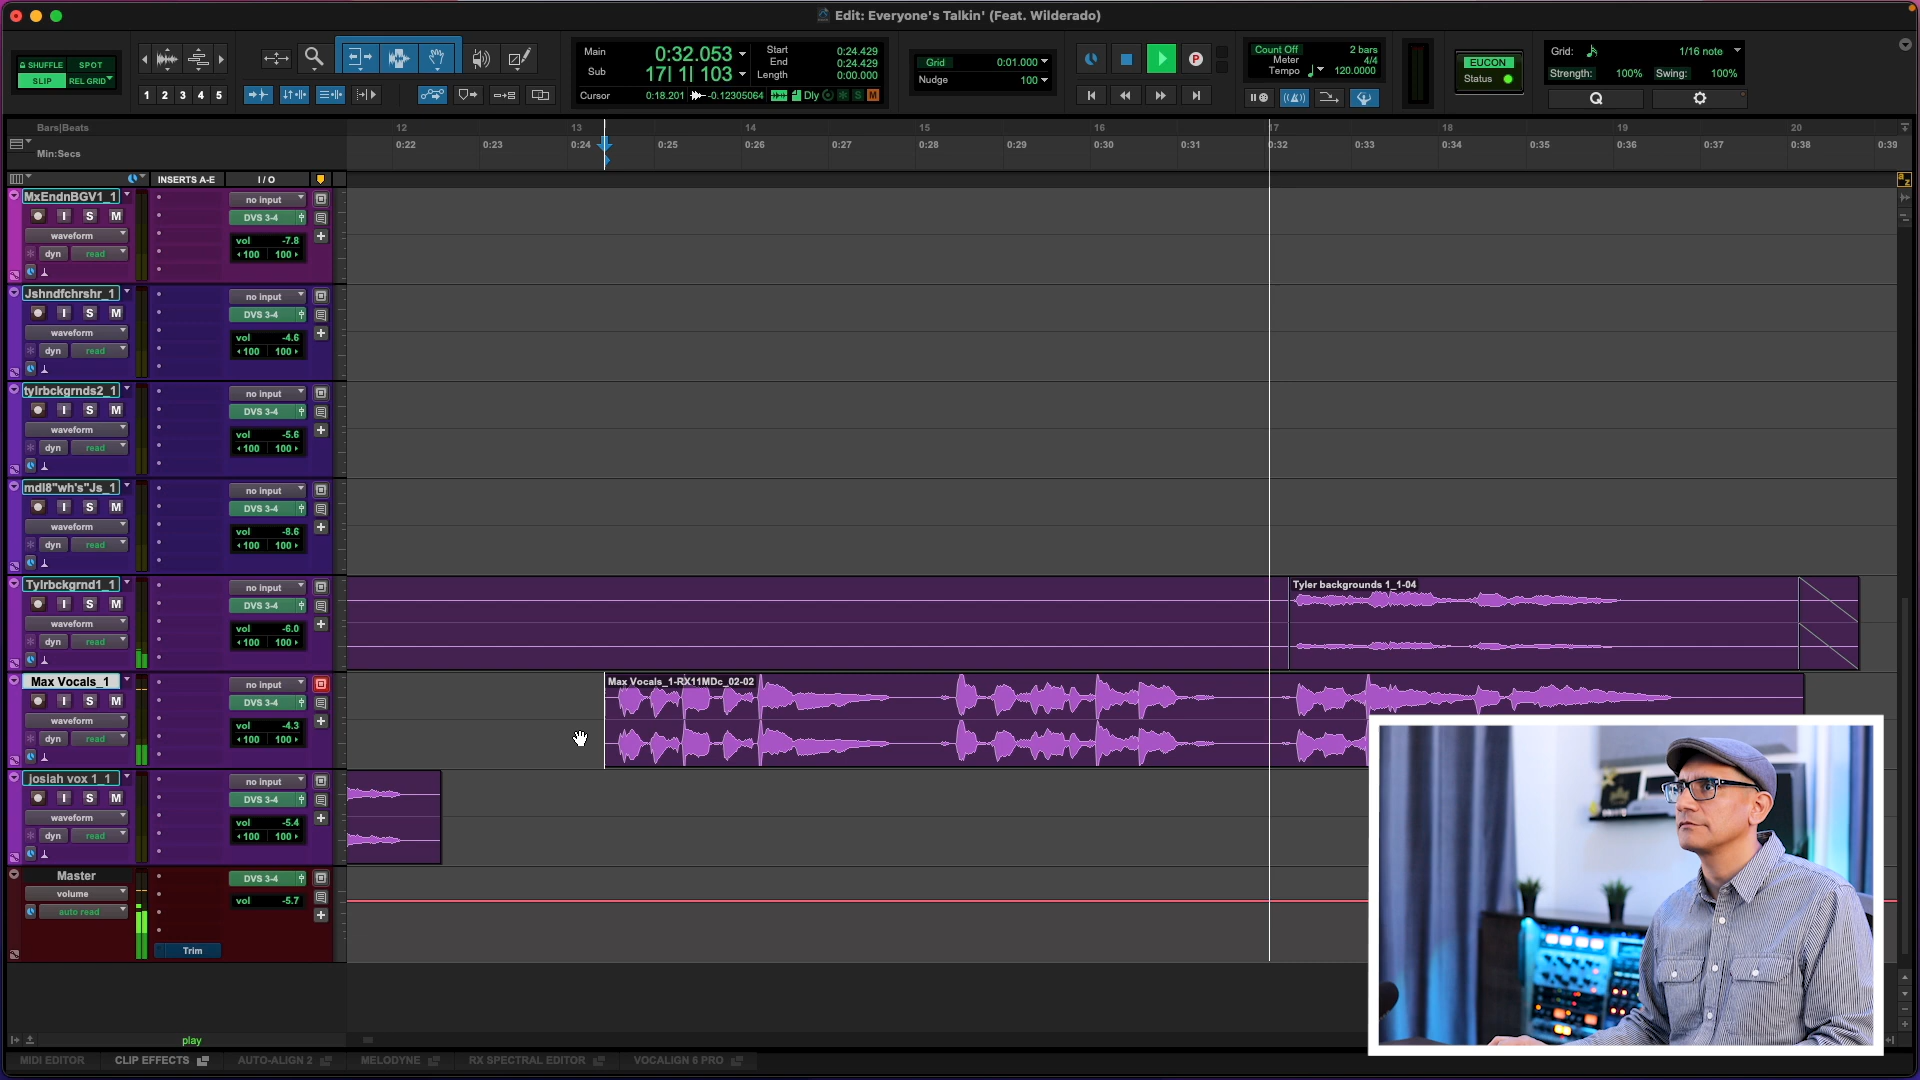 Edit: Everyone's Talkin' (Feat. Wilderado)
SHUFFLE SPOT
SLIP REL GRID
1 2 3 4 5
Main 0:32.053
Sub 17| 1| 103
Start 0:24.429
End 0:24.429
Length 0:00.000
Cursor 0:18.201 -0.12305064 Dly S M
Grid 0:01.000
Nudge 100
P
Count Off 2 bars
Meter 4/4
Tempo 120.0000
EUCON
Status
Grid: 1/16 note
Strength: 100% Swing: 100%
Q
Bars|Beats 12 13 14 15 16 17 18 19 20
Min:Secs 0:22 0:23 0:24 0:25 0:26 0:27 0:28 0:29 0:30 0:31 0:32 0:33 0:34 0:35 0:36 0:37 0:38 0:39
INSERTS A-E I / O
a z
MxEndnBGV1_1 no input
I S M DVS 3-4
waveform vol -7.8
dyn read 100 100
Jshndfchrshr_1 no input
I S M DVS 3-4
waveform vol -4.6
dyn read 100 100
tylrbckgrnds2_1 no input
I S M DVS 3-4
waveform vol -5.6
dyn read 100 100
mdl8"wh's"Js_1 no input
I S M DVS 3-4
waveform vol -8.6
dyn read 100 100
Tylrbckgrnd1_1 no input Tyler backgrounds 1_1-04
I S M DVS 3-4
waveform vol -6.0
dyn read 100 100
Max Vocals_1 no input Max Vocals_1-RX11MDc_02-02
I S M DVS 3-4
waveform vol -4.3
dyn read 100 100
josiah vox 1_1 no input
I S M DVS 3-4
waveform vol -5.4
dyn read 100 100
Master DVS 3-4
volume vol -5.7
auto read
Trim
play
MIDI EDITOR CLIP EFFECTS AUTO-ALIGN 2 MELODYNE RX SPECTRAL EDITOR VOCALIGN 6 PRO